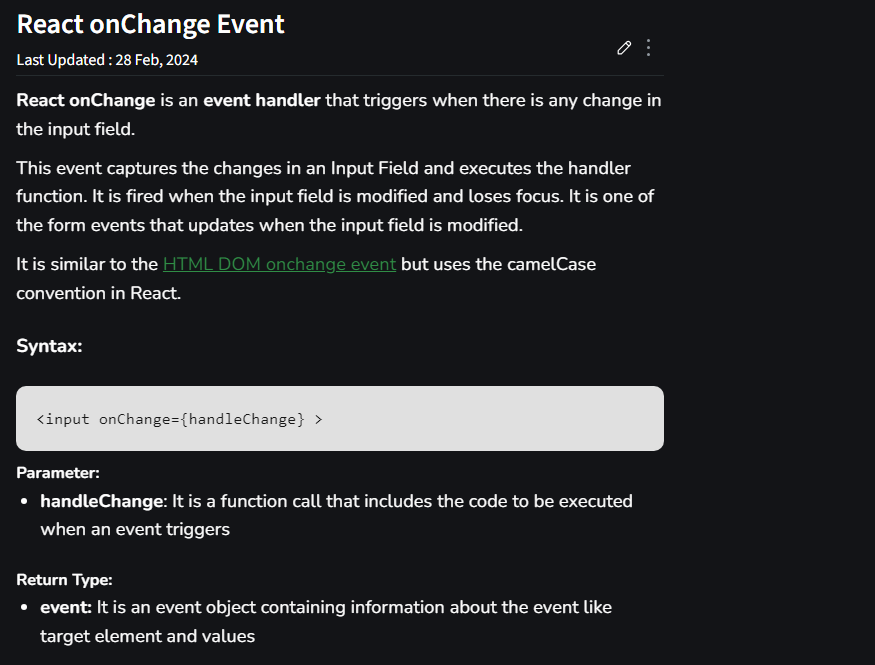 React onChange Event
Last Updated : 28 Feb, 2024
React onChange is an event handler that triggers when there is any change in
the input field.
This event captures the changes in an Input Field and executes the handler
function. It is fired when the input field is modified and loses focus. It is one of
the form events that updates when the input field is modified.
It is similar to the HTML DOM onchange event but uses the camelCase
convention in React.
Syntax:
<input onChange={handleChange} >
Parameter:
• handleChange: It is a function call that includes the code to be executed
when an event triggers
Return Type:
• event: It is an event object containing information about the event like
target element and values